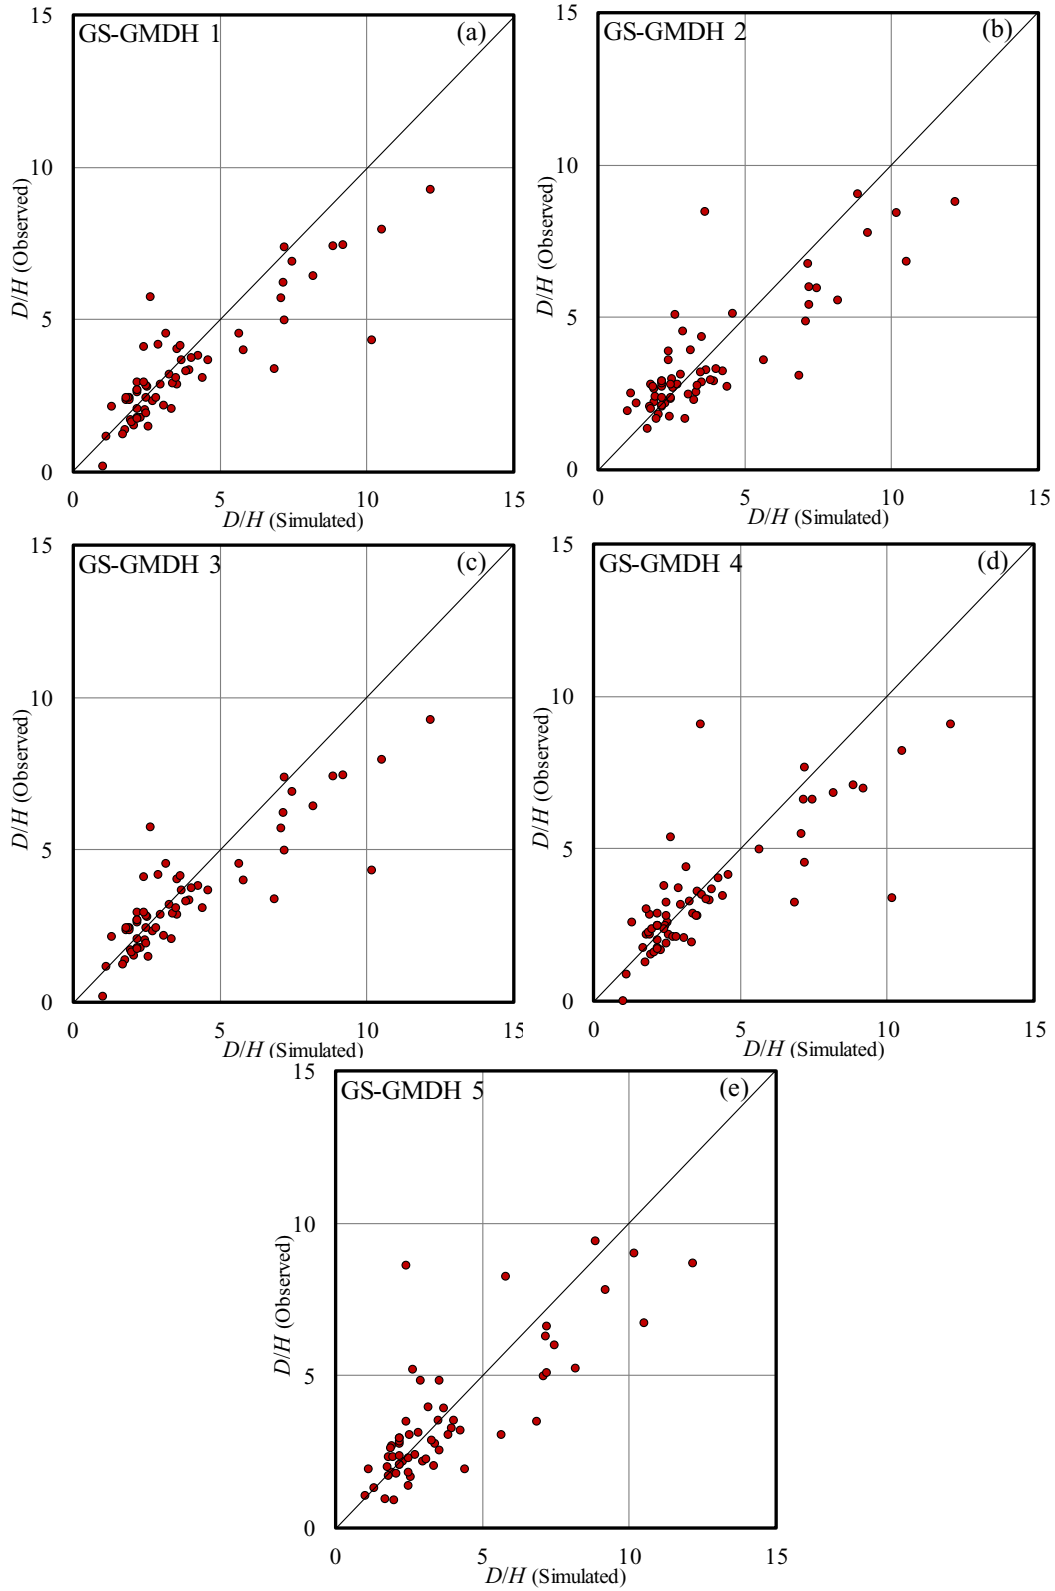 15
15
GS-GMDH 1
(a)
GS-GMDH 2
(b)
10
10
D/H (Observed)
D/H (Observed)
5
5
0
0
0
5
10
15
0
5
10
15
D/H (Simulated)
D/H (Simulated)
15
15
GS-GMDH 3
(c)
GS-GMDH 4
(d)
10
10
D/H (Observed)
D/H (Observed)
5
5
0
0
0
5
10
15
0
5
10
15
D/H (Simulated)
D/H (Simulated)
15
GS-GMDH 5
(e)
10
D/H (Observed)
5
0
0
5
10
15
D/H (Simulated)